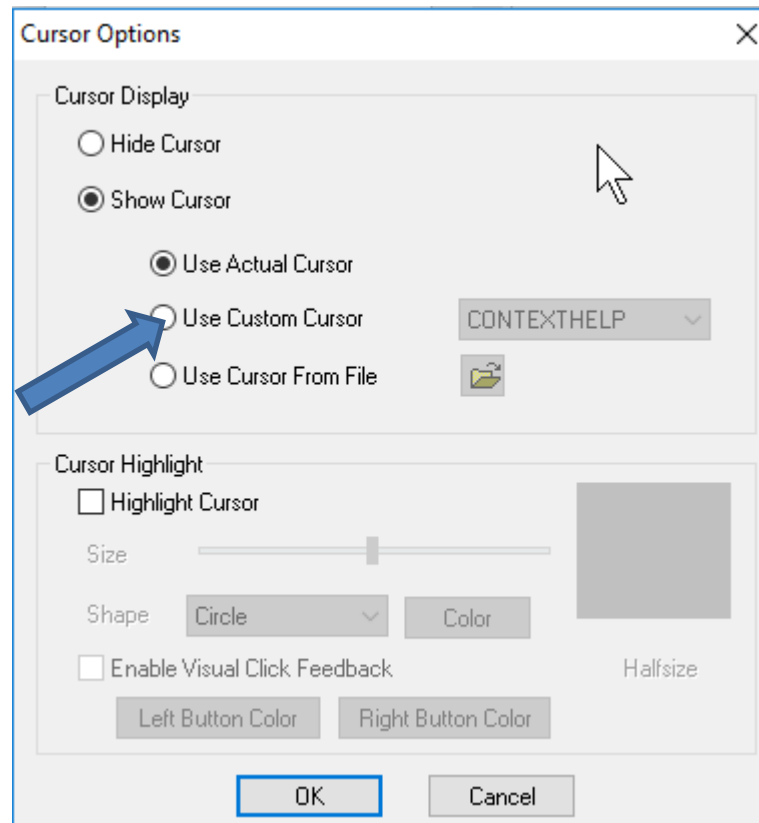 Cursor Options
Cursor Display
Hide Cursor
Show Cursor
Use Actual Cursor
Use Custom Cursor CONTEXTHELP
Use Cursor From File
Cursor Highlight
Highlight Cursor
Size
Shape Circle Color
Enable Visual Click Feedback Halfsize
Left Button Color Right Button Color
OK Cancel